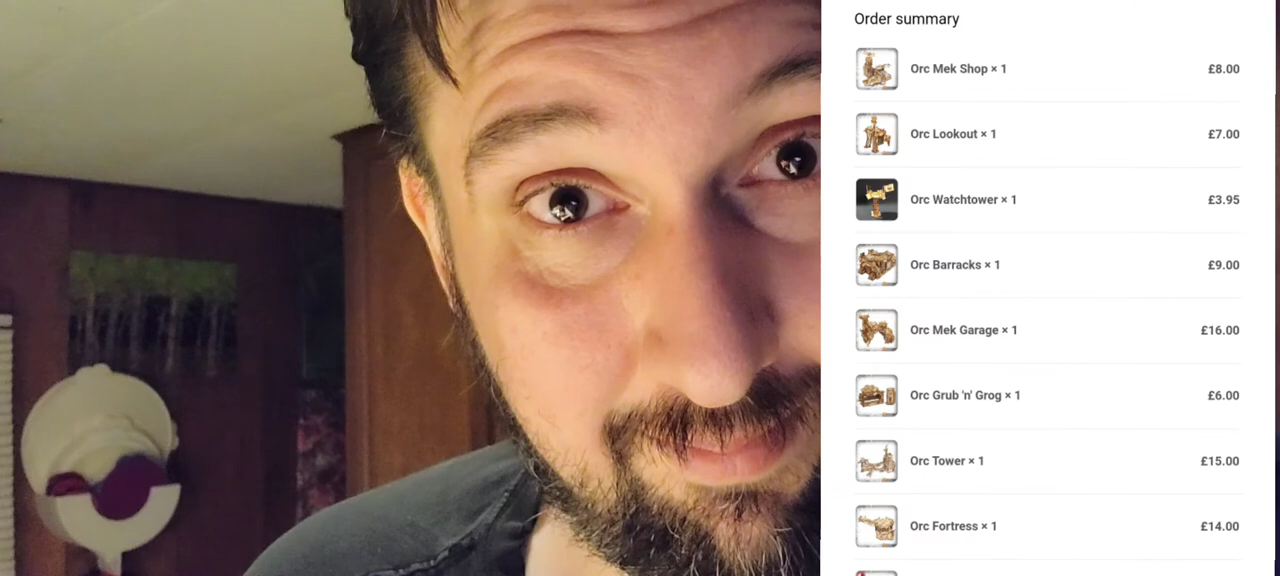 Order summary
Orc Mek Shop × 1 £8.00
Orc Lookout × 1 £7.00
Orc Watchtower × 1 £3.95
Orc Barracks × 1 £9.00
Orc Mek Garage × 1 £16.00
Orc Grub 'n' Grog × 1 £6.00
Orc Tower × 1 £15.00
Orc Fortress × 1 £14.00